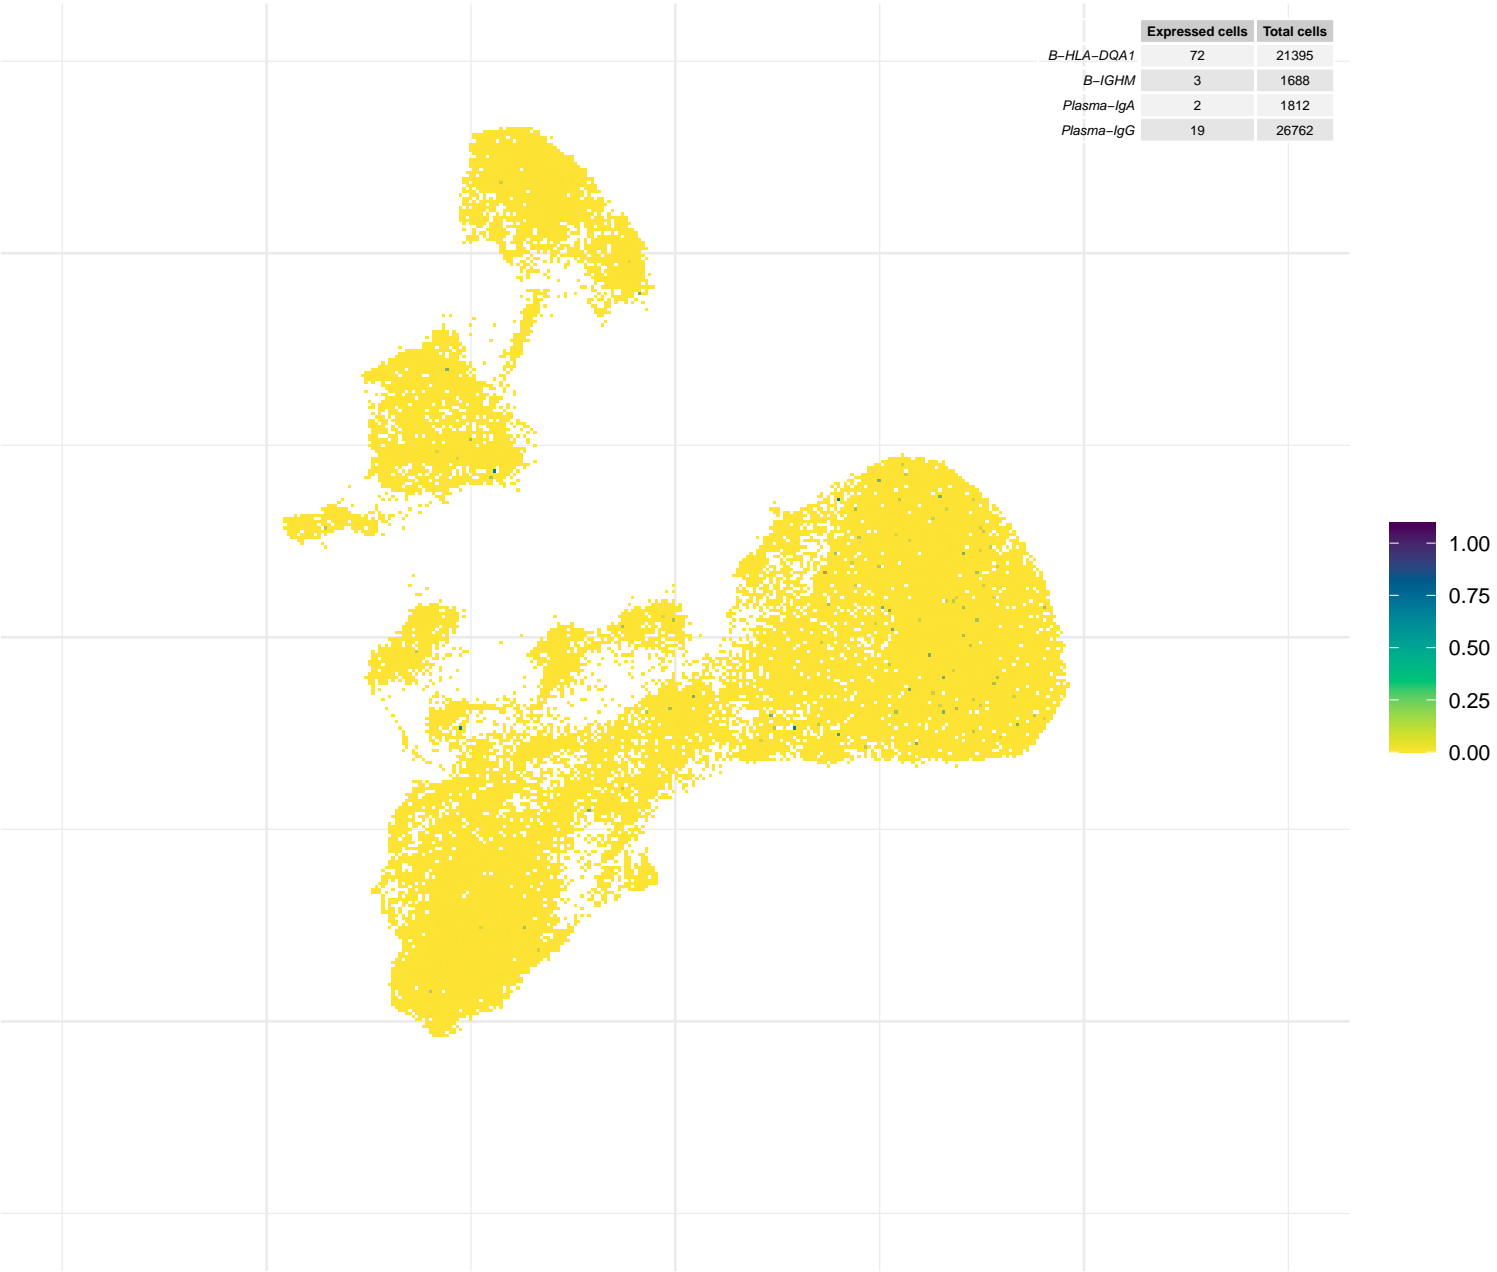 Expressed cells Total cells
B−HLA−DQA1 72 21395
B−IGHM 3 1688
Plasma−IgA 2 1812
Plasma−IgG 19 26762
1.00
0.75
0.50
0.25
0.00